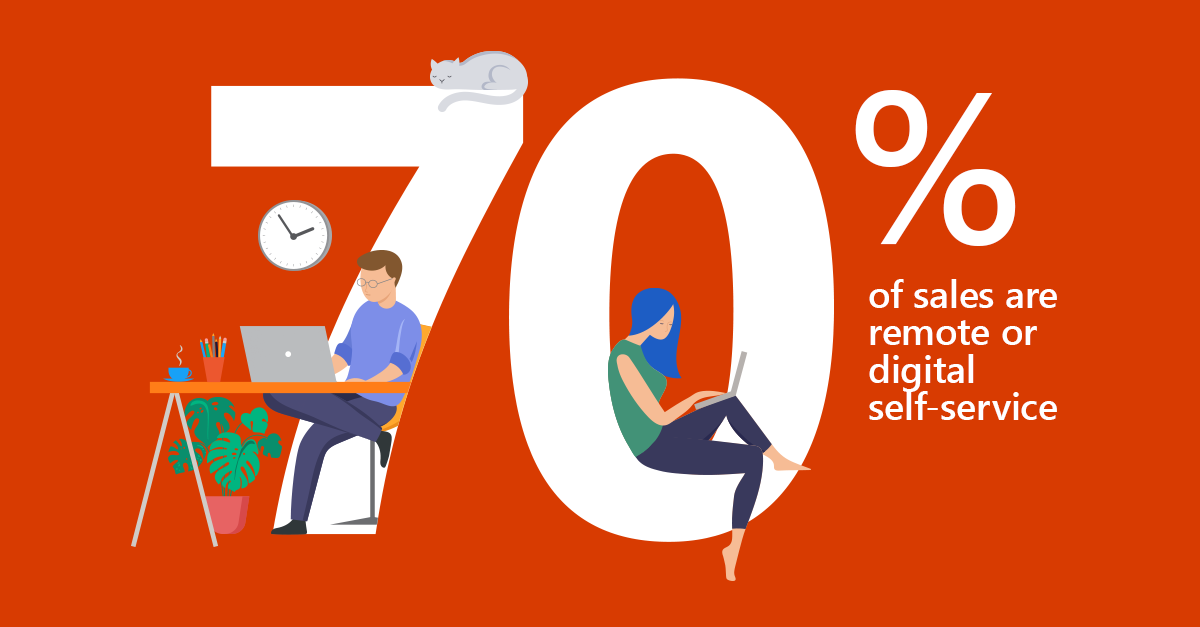 70%
of sales are
remote or
digital
self-service